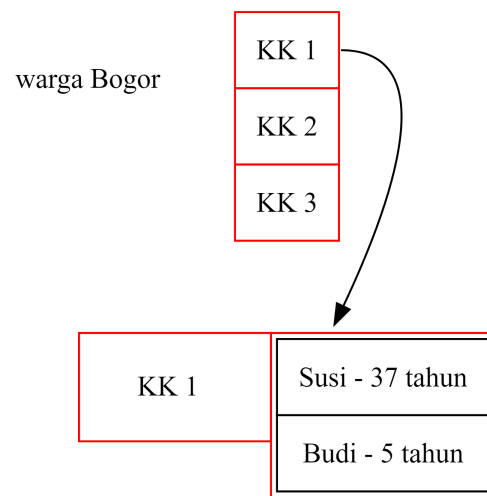 KK 1
warga Bogor
KK 2
KK 3
KK 1
Susi - 37 tahun
Budi - 5 tahun